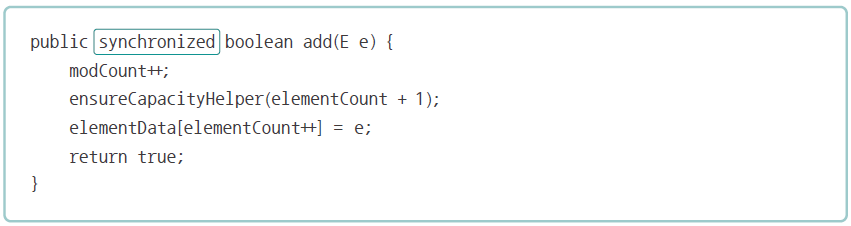 public synchronized boolean add(E e) {
    modCount++;
    ensureCapacityHelper(elementCount + 1);
    elementData[elementCount++] = e;
    return true;
}